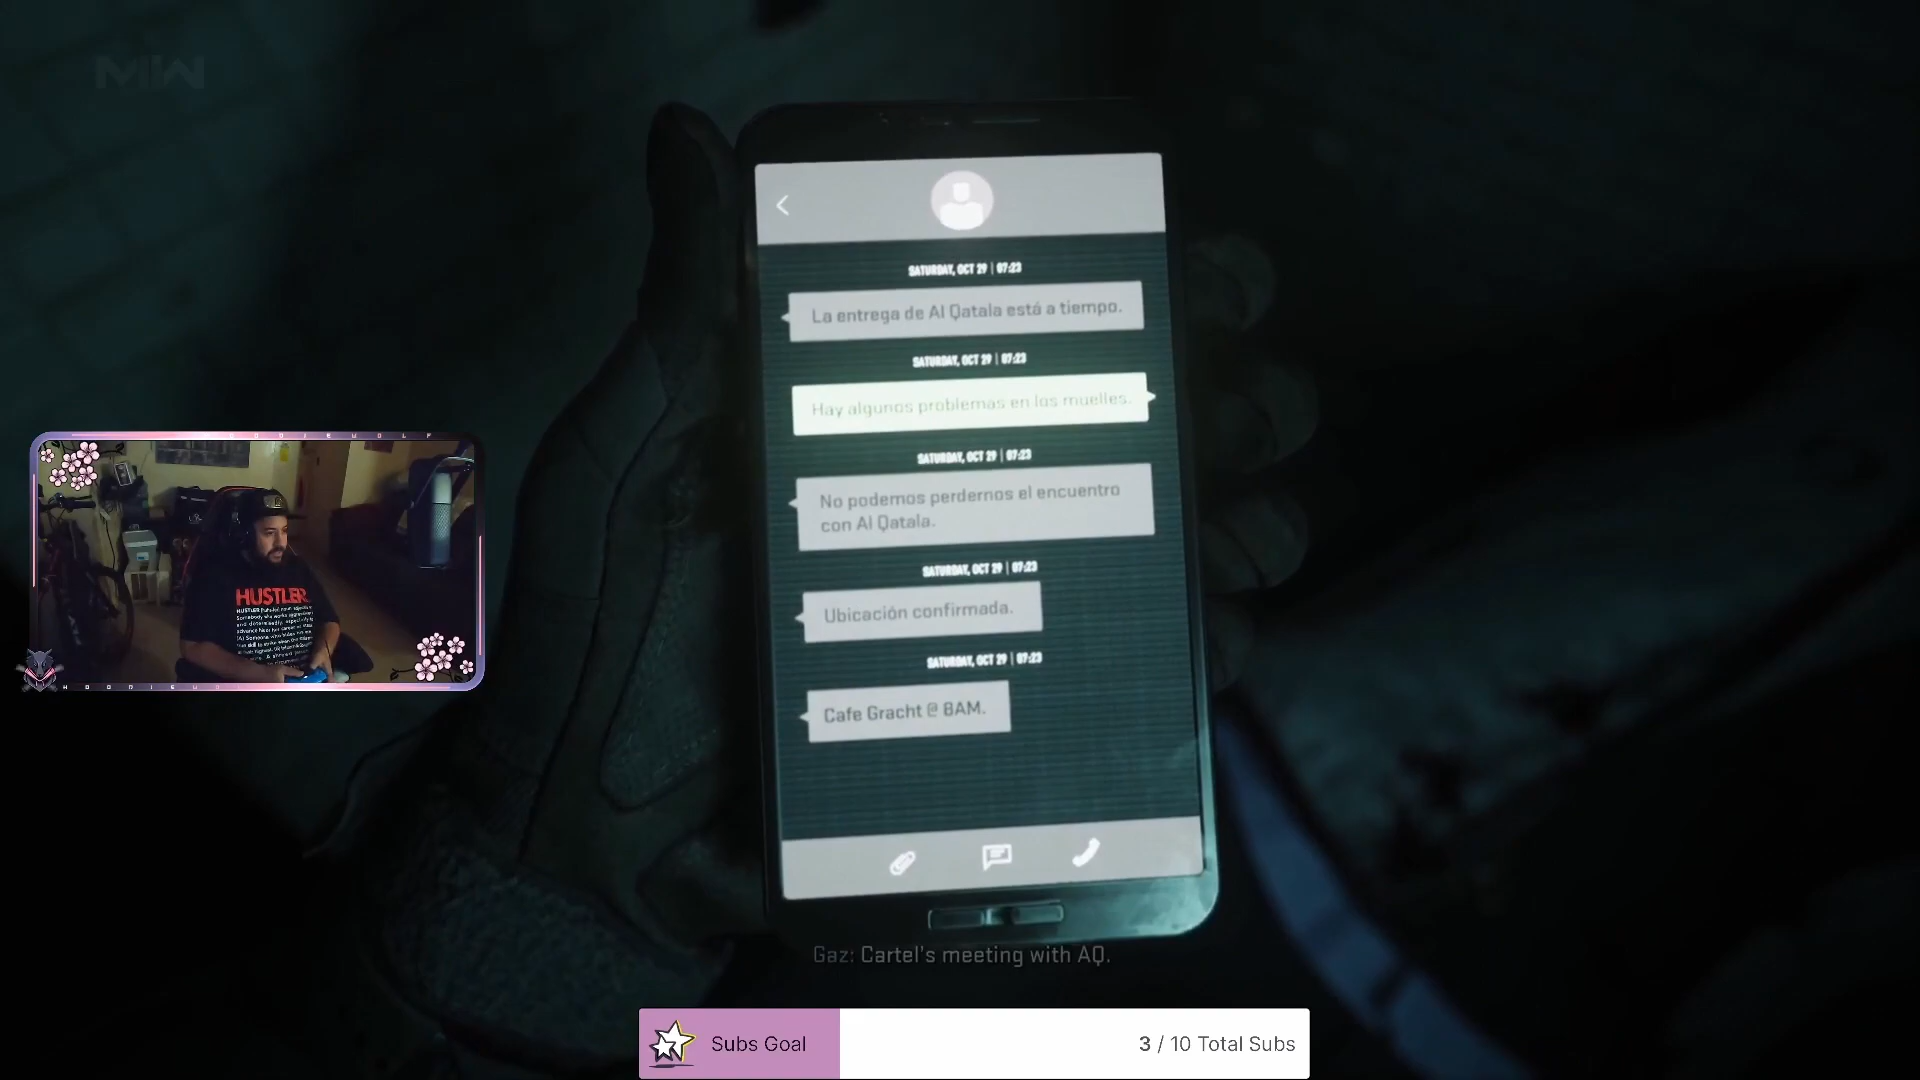 MW
SATURDAY, OCT 29 | 07:23
La entrega de Al Qatala está a tiempo.
SATURDAY, OCT 29 | 07:23
Hay algunos problemas en los muelles.
SATURDAY, OCT 29 | 07:23
No podemos perdernos el encuentro
con Al Qatala.
SATURDAY, OCT 29 | 07:23
Ubicación confirmada.
SATURDAY, OCT 29 | 07:23
Cafe Gracht @ 8AM.
HUSTLER
Gaz: Cartel's meeting with AQ.
Subs Goal
3 / 10 Total Subs